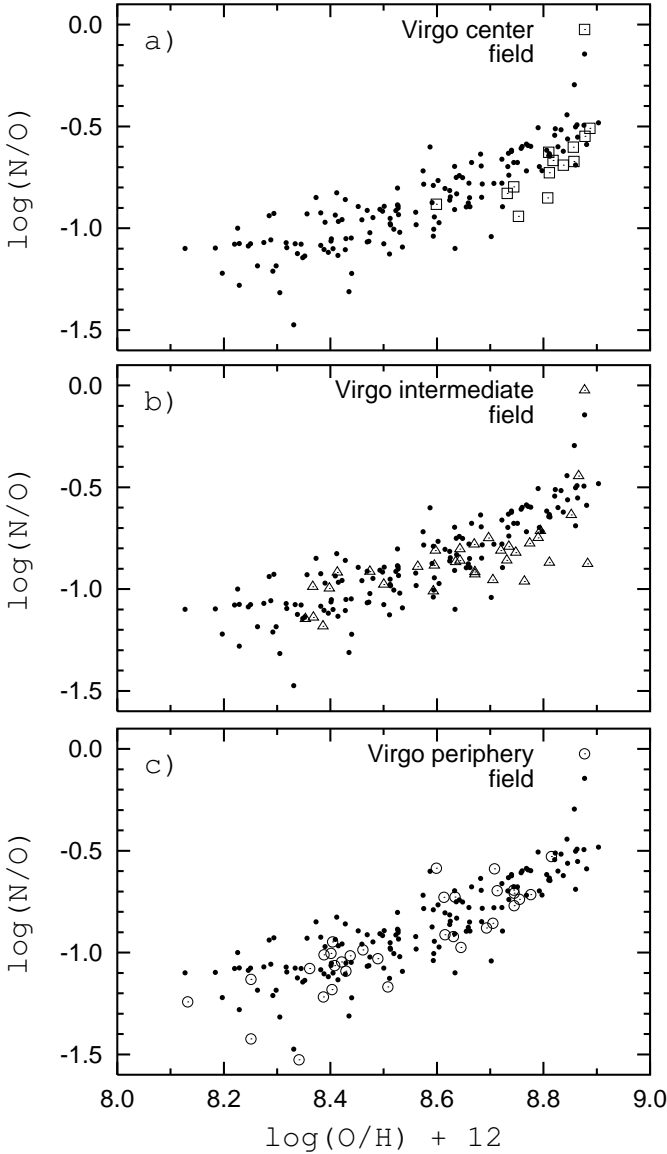 0.0
a)
Virgo center
field
-0.5
log(N/O)
-1.0
-1.5
0.0
b)
Virgo intermediate
field
-0.5
log(N/O)
-1.0
-1.5
0.0
c)
Virgo periphery
field
-0.5
log(N/O)
-1.0
-1.5
8.0 8.2 8.4 8.6 8.8 9.0
log(O/H) + 12